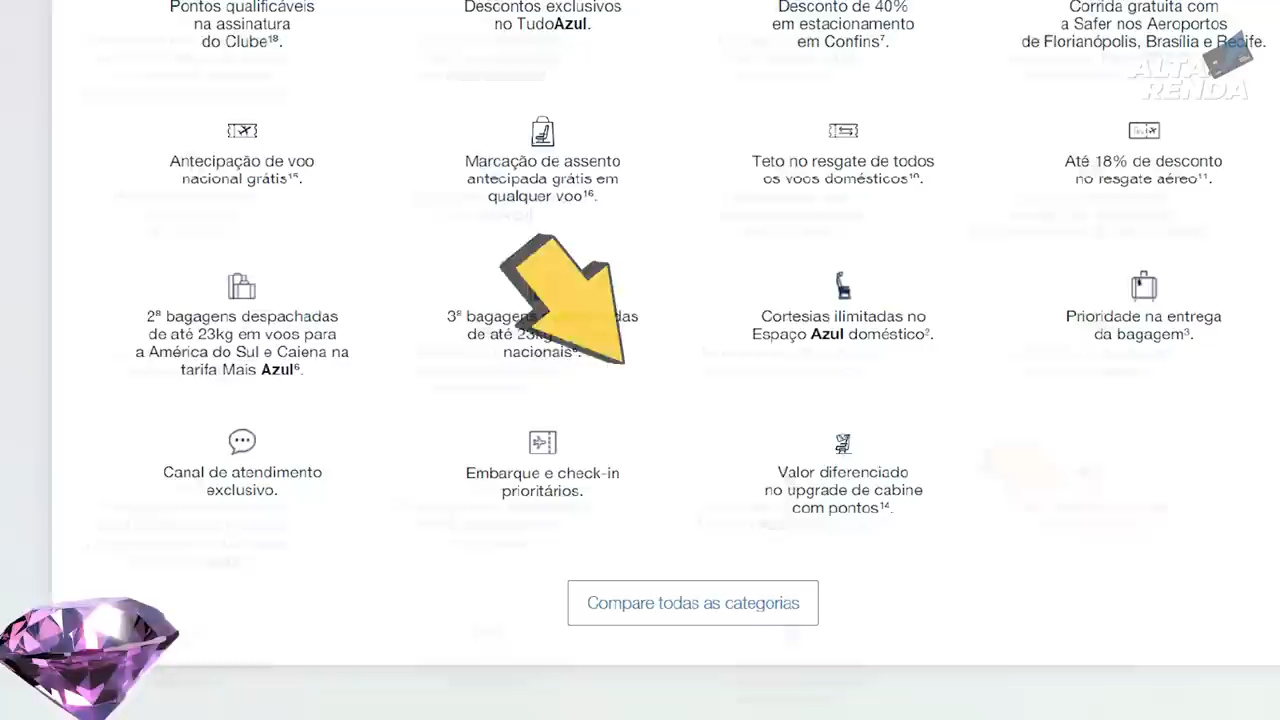 Pontos qualificáveis
na assinatura
do Clube¹⁸.
Descontos exclusivos
no TudoAzul.
Desconto de 40%
em estacionamento
em Confins⁷.
Corrida gratuita com
a Safer nos Aeroportos
de Florianópolis, Brasília e Recife.
ALTA
RENDA
Antecipação de voo
nacional grátis¹⁵.
Marcação de assento
antecipada grátis em
qualquer voo¹⁶.
Teto no resgate de todos
os voos domésticos¹⁰.
Até 18% de desconto
no resgate aéreo¹¹.
2ª bagagens despachadas
de até 23kg em voos para
a América do Sul e Caiena na
tarifa Mais Azul⁶.
3ª bagagens
de até 23kg
nacionais
Cortesias ilimitadas no
Espaço Azul doméstico².
Prioridade na entrega
da bagagem³.
Canal de atendimento
exclusivo.
Embarque e check-in
prioritários.
Valor diferenciado
no upgrade de cabine
com pontos¹⁴.
Compare todas as categorias